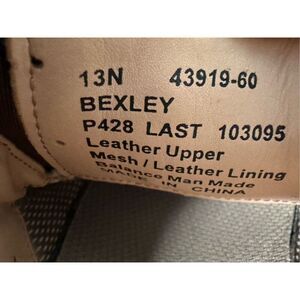 13N 43919-60
BEXLEY
P428 LAST 103095
Leather Upper
Mesh / Leather Lining
Balance Man Made
MADE IN CHINA